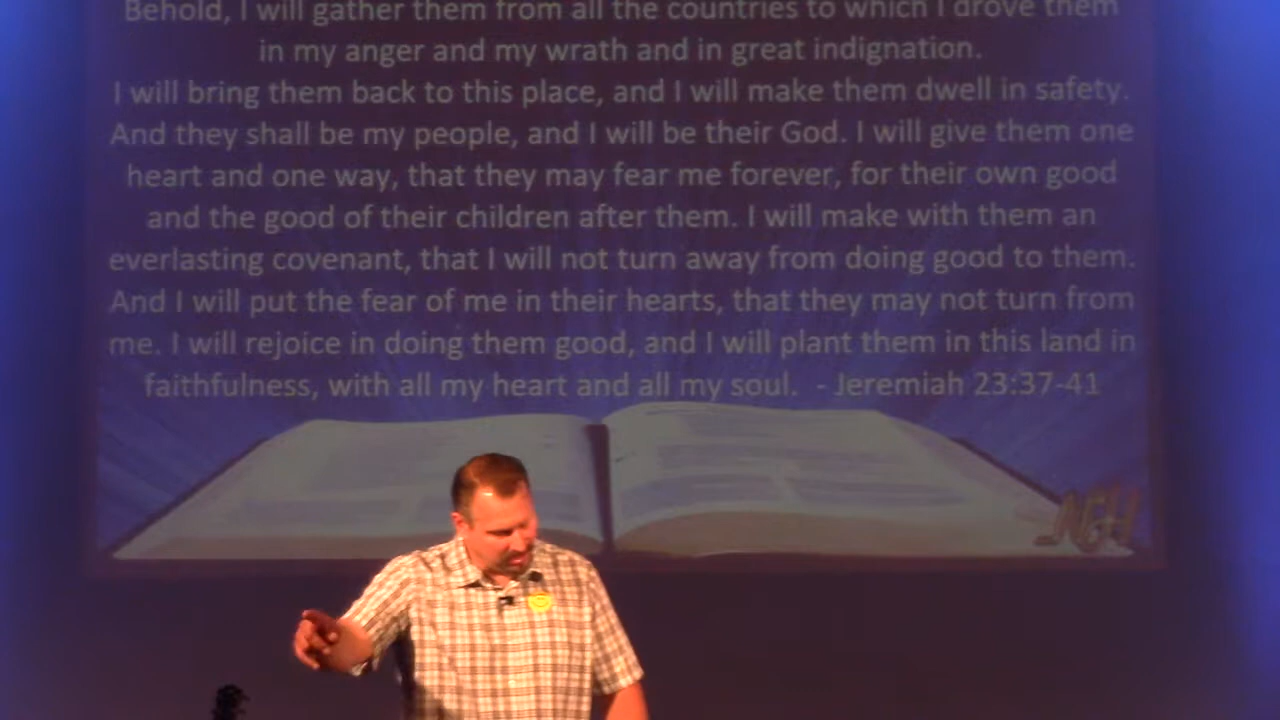 Behold, I will gather them from all the countries to which I drove them
in my anger and my wrath and in great indignation.
I will bring them back to this place, and I will make them dwell in safety.
And they shall be my people, and I will be their God. I will give them one
heart and one way, that they may fear me forever, for their own good
and the good of their children after them. I will make with them an
everlasting covenant, that I will not turn away from doing good to them.
And I will put the fear of me in their hearts, that they may not turn from
me. I will rejoice in doing them good, and I will plant them in this land in
faithfulness, with all my heart and all my soul. - Jeremiah 23:37-41
NGH